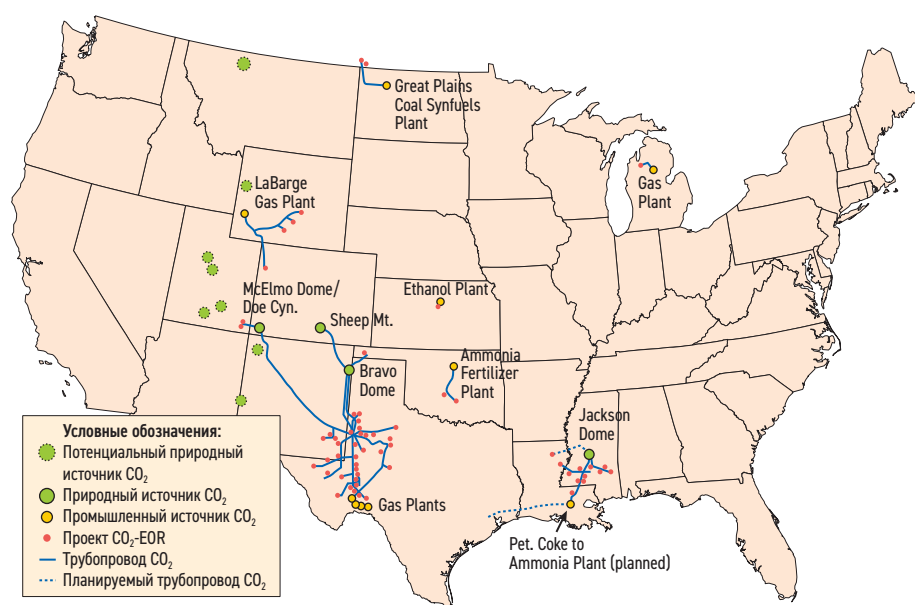 Great Plains
Coal Synfuels
Plant
Gas
Plant
LaBarge
Gas Plant
McElmo Dome/
Doe Cyn.
Sheep Mt.
Ethanol Plant
Bravo
Dome
Ammonia
Fertilizer
Plant
Jackson
Dome
Gas Plants
Pet. Coke to
Ammonia Plant (planned)
Условные обозначения:
Потенциальный природный
источник CO₂
Природный источник CO₂
Промышленный источник CO₂
Проект CO₂-EOR
Трубопровод CO₂
Планируемый трубопровод CO₂